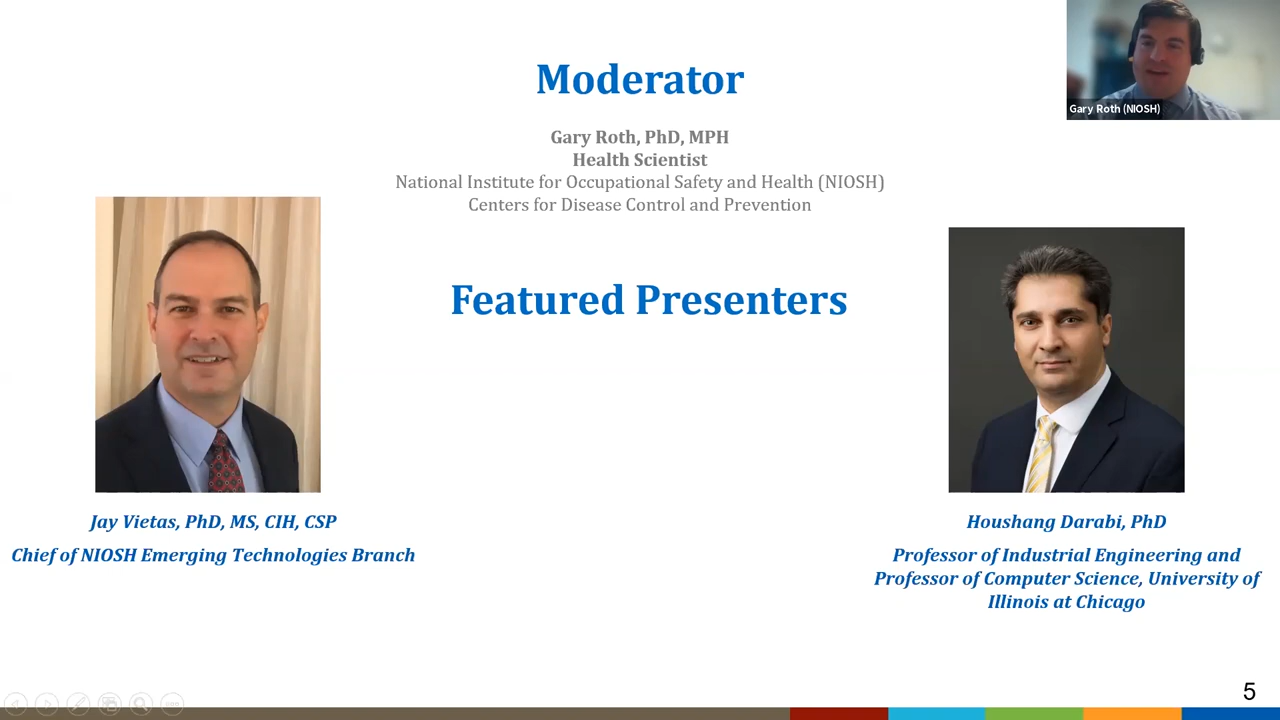 Moderator
Gary Roth (NIOSH)
Gary Roth, PhD, MPH
Health Scientist
National Institute for Occupational Safety and Health (NIOSH)
Centers for Disease Control and Prevention
Featured Presenters
Jay Vietas, PhD, MS, CIH, CSP
Chief of NIOSH Emerging Technologies Branch
Houshang Darabi, PhD
Professor of Industrial Engineering and
Professor of Computer Science, University of
Illinois at Chicago
5